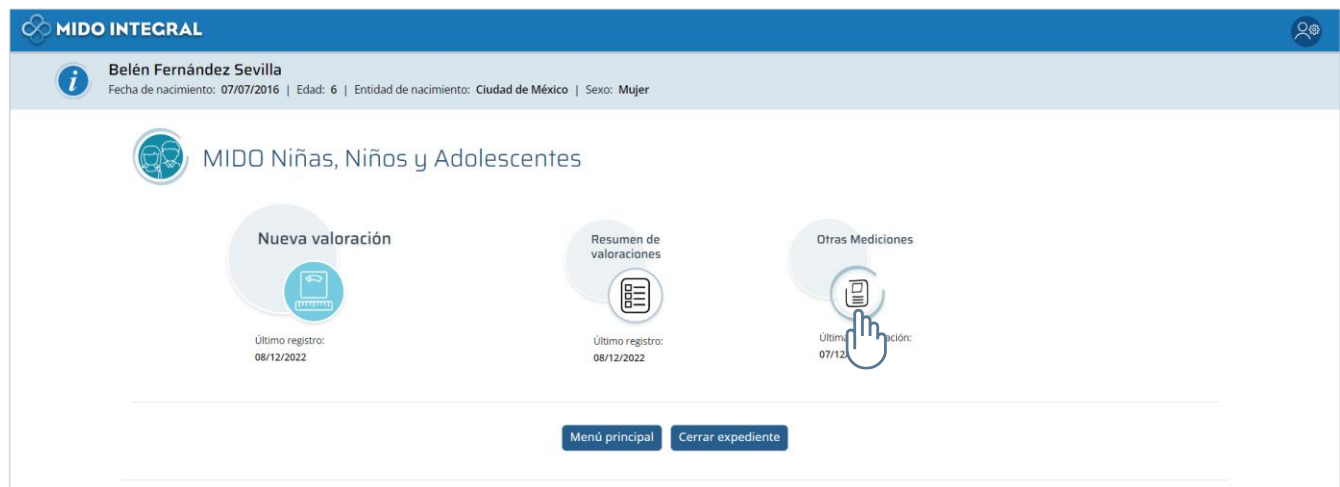 MIDO INTEGRAL
Belén Fernández Sevilla
Fecha de nacimiento: 07/07/2016 | Edad: 6 | Entidad de nacimiento: Ciudad de México | Sexo: Mujer
MIDO Niñas, Niños y Adolescentes
Nueva valoración
Último registro:
08/12/2022
Resumen de
valoraciones
Último registro:
08/12/2022
Otras Mediciones
Menú principal
Cerrar expediente